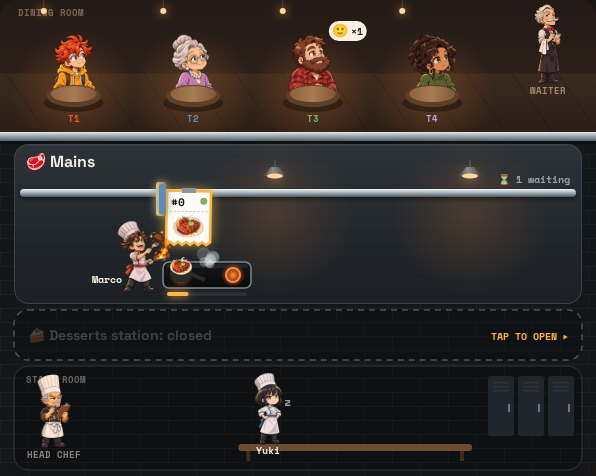 DINING ROOM
×1
WAITER
T1
T2
T3
T4
Mains
1 waiting
#0
Marco
Desserts station: closed
TAP TO OPEN ▸
STAFF ROOM
z
HEAD CHEF
Yuki